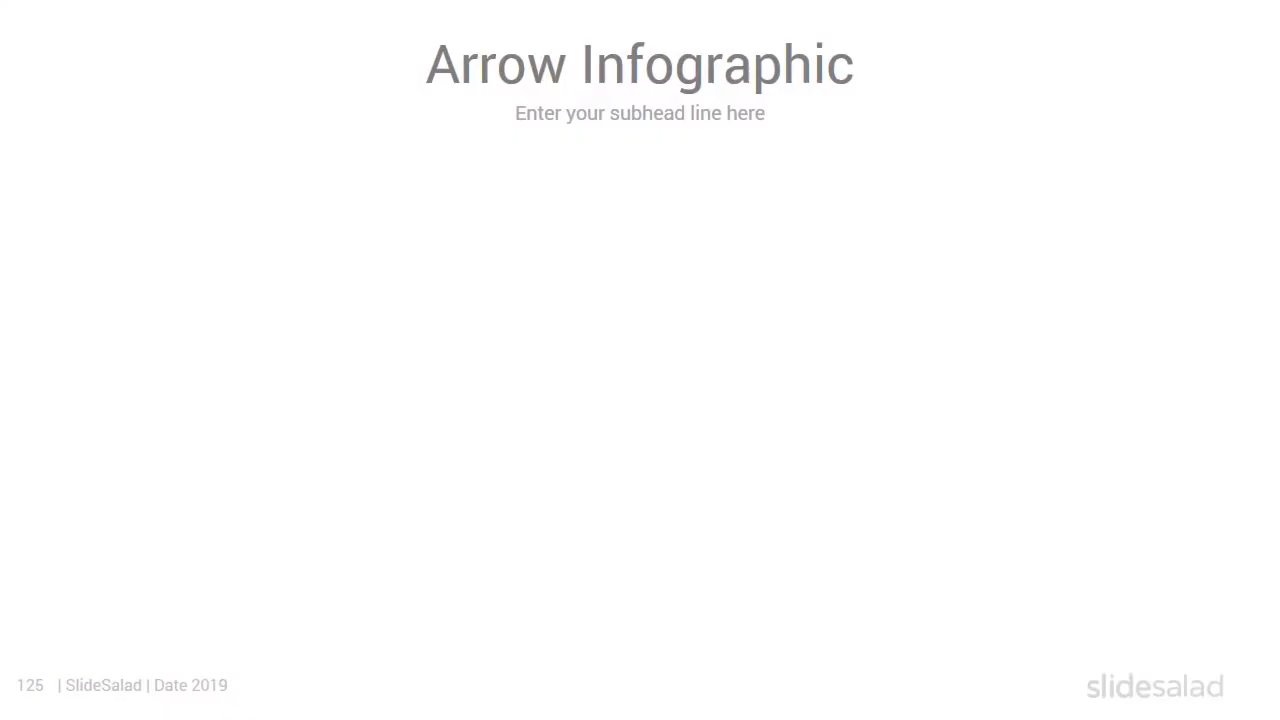 Arrow Infographic
Enter your subhead line here
125 | SlideSalad | Date 2019
slidesalad